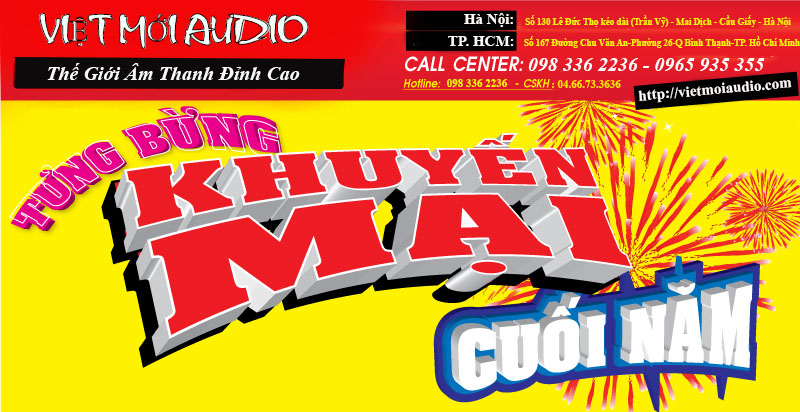 VIỆT MỚI AUDIO
Thế Giới Âm Thanh Đỉnh Cao
Hà Nội: Số 130 Lê Đức Thọ kéo dài (Trần Vỹ) - Mai Dịch - Cầu Giấy - Hà Nội
TP. HCM: Số 167 Đường Chu Văn An-Phường 26-Q Bình Thạnh-TP. Hồ Chí Minh
CALL CENTER: 098 336 2236 - 0965 935 355
Hotline: 098 336 2236 - CSKH : 04.66.73.3636
http://vietmoiaudio.com
TƯNG BỪNG
KHUYẾN
MẠI
CUỐI NĂM